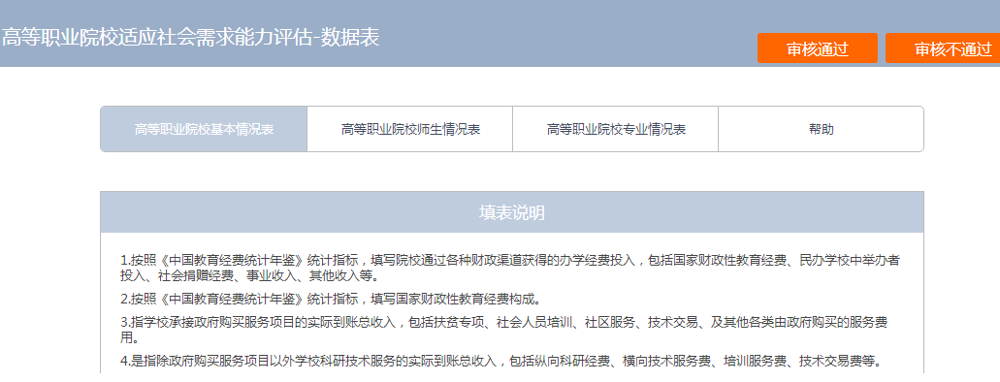 高等职业院校适应社会需求能力评估-数据表
审核通过
审核不通过
高等职业院校基本情况表
高等职业院校师生情况表
高等职业院校专业情况表
帮助
填表说明
1.按照《中国教育经费统计年鉴》统计指标，填写院校通过各种财政渠道获得的办学经费投入，包括国家财政性教育经费、民办学校中举办者
投入、社会捐赠经费、事业收入、其他收入等。
2.按照《中国教育经费统计年鉴》统计指标，填写国家财政性教育经费构成。
3.指学校承接政府购买服务项目的实际到账总收入，包括扶贫专项、社会人员培训、社区服务、技术交易、及其他各类由政府购买的服务费
用。
4.是指除政府购买服务项目以外学校科研技术服务的实际到账总收入，包括纵向科研经费、横向技术服务费、培训服务费、技术交易费等。